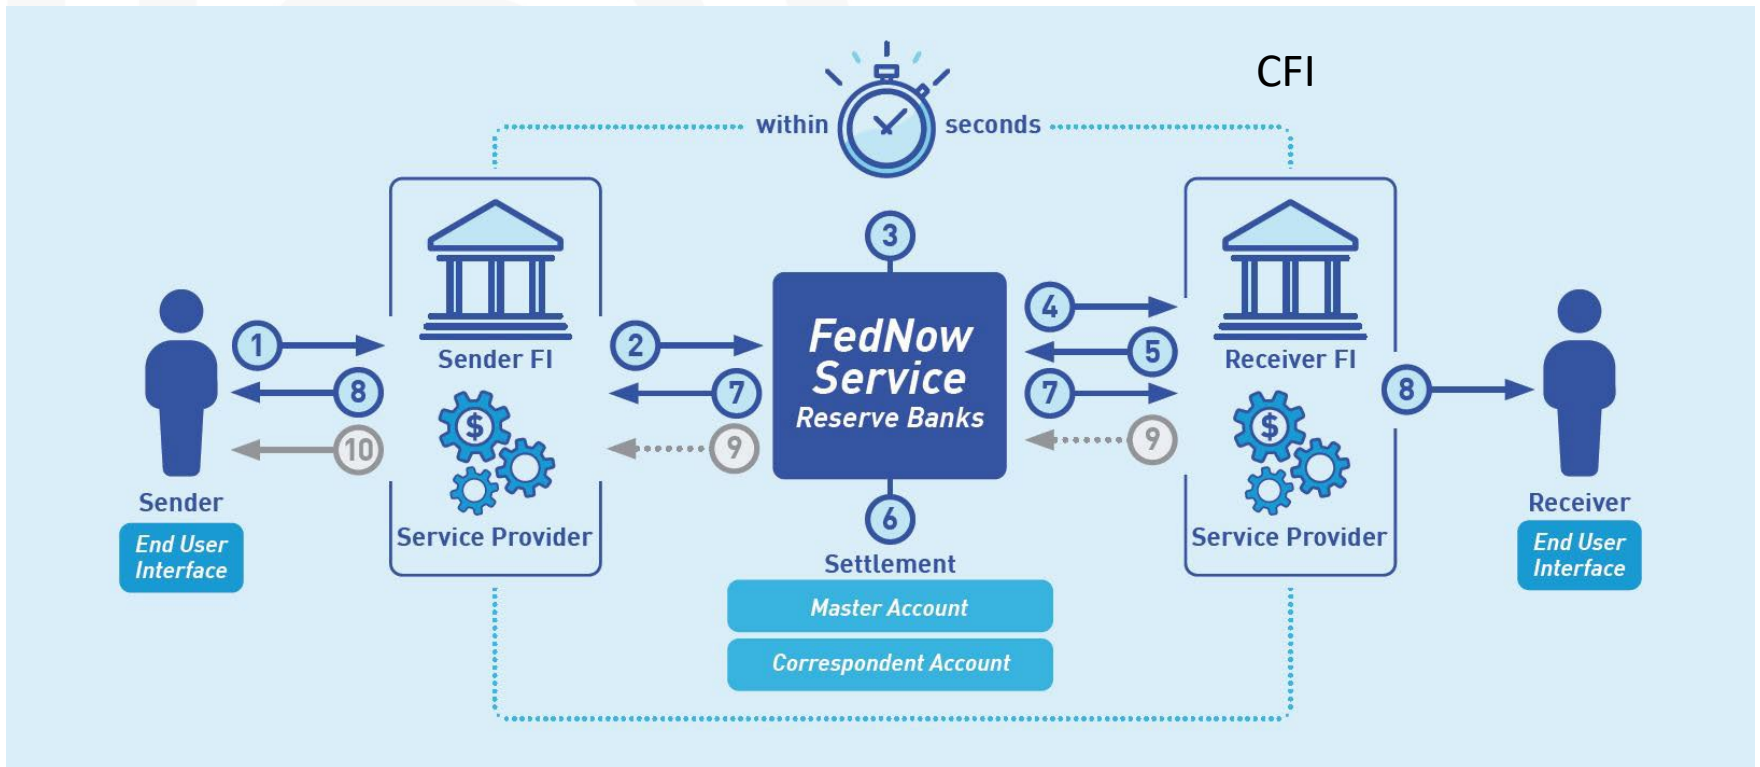 CFI
within
seconds
3
1
8
10
Sender
End User
Interface
Sender FI
$
Service Provider
2
7
9
FedNow
Service
Reserve Banks
6
Settlement
Master Account
Correspondent Account
4
5
7
9
Receiver FI
$
Service Provider
8
Receiver
End User
Interface